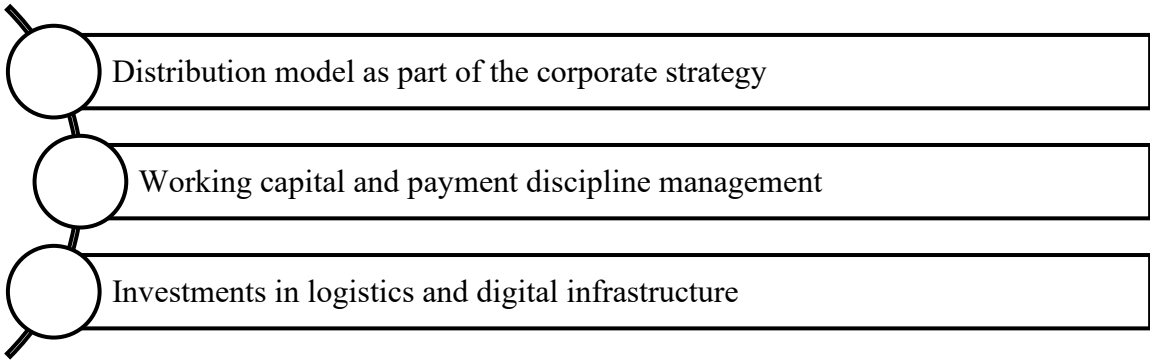 Distribution model as part of the corporate strategy
Working capital and payment discipline management
Investments in logistics and digital infrastructure